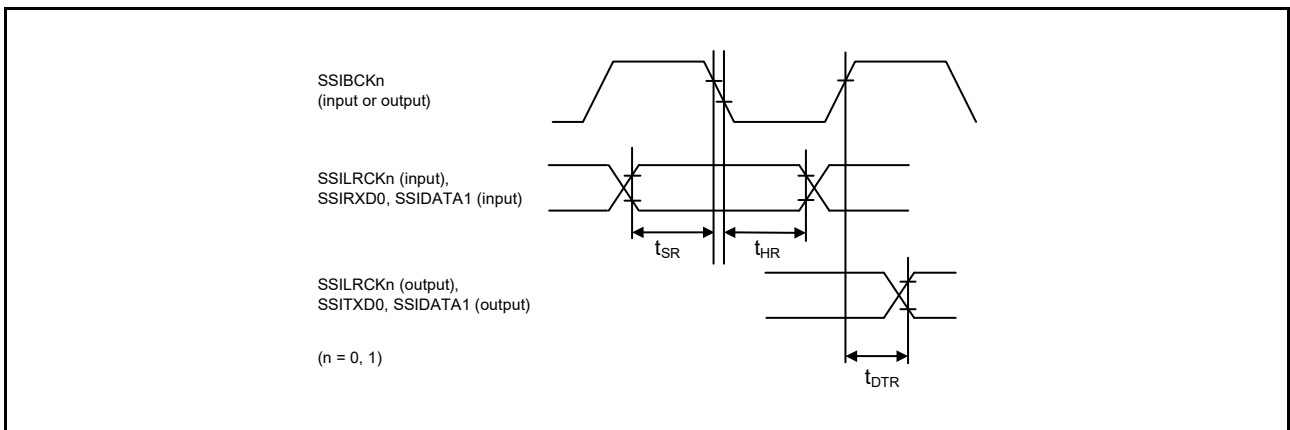 SSIBCKn
(input or output)
SSILRCKn (input),
SSIRXD0, SSIDATA1 (input)
tSR
tHR
SSILRCKn (output),
SSITXD0, SSIDATA1 (output)
(n = 0, 1)
tDTR